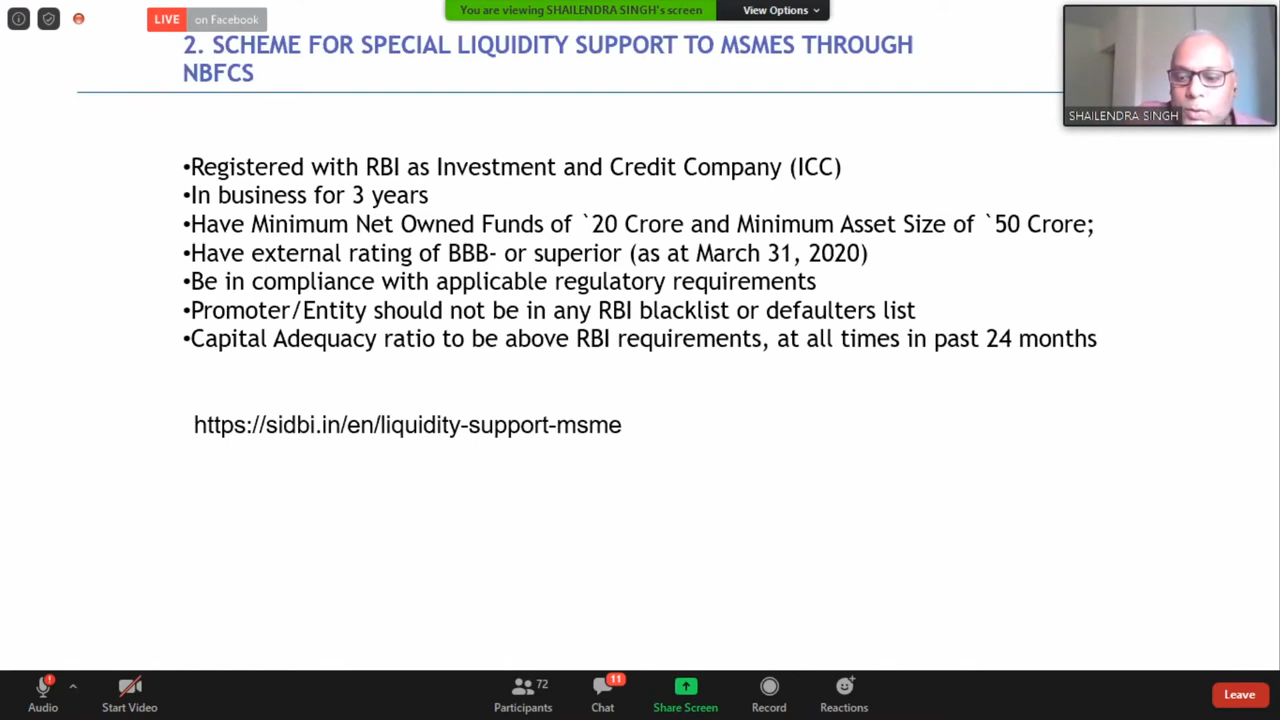 LIVE on Facebook
You are viewing SHAILENDRA SINGH's screen
View Options
2. SCHEME FOR SPECIAL LIQUIDITY SUPPORT TO MSMES THROUGH
NBFCS
SHAILENDRA SINGH
•Registered with RBI as Investment and Credit Company (ICC)
•In business for 3 years
•Have Minimum Net Owned Funds of `20 Crore and Minimum Asset Size of `50 Crore;
•Have external rating of BBB- or superior (as at March 31, 2020)
•Be in compliance with applicable regulatory requirements
•Promoter/Entity should not be in any RBI blacklist or defaulters list
•Capital Adequacy ratio to be above RBI requirements, at all times in past 24 months
https://sidbi.in/en/liquidity-support-msme
72
11
Audio
Start Video
Participants
Chat
Share Screen
Record
Reactions
Leave